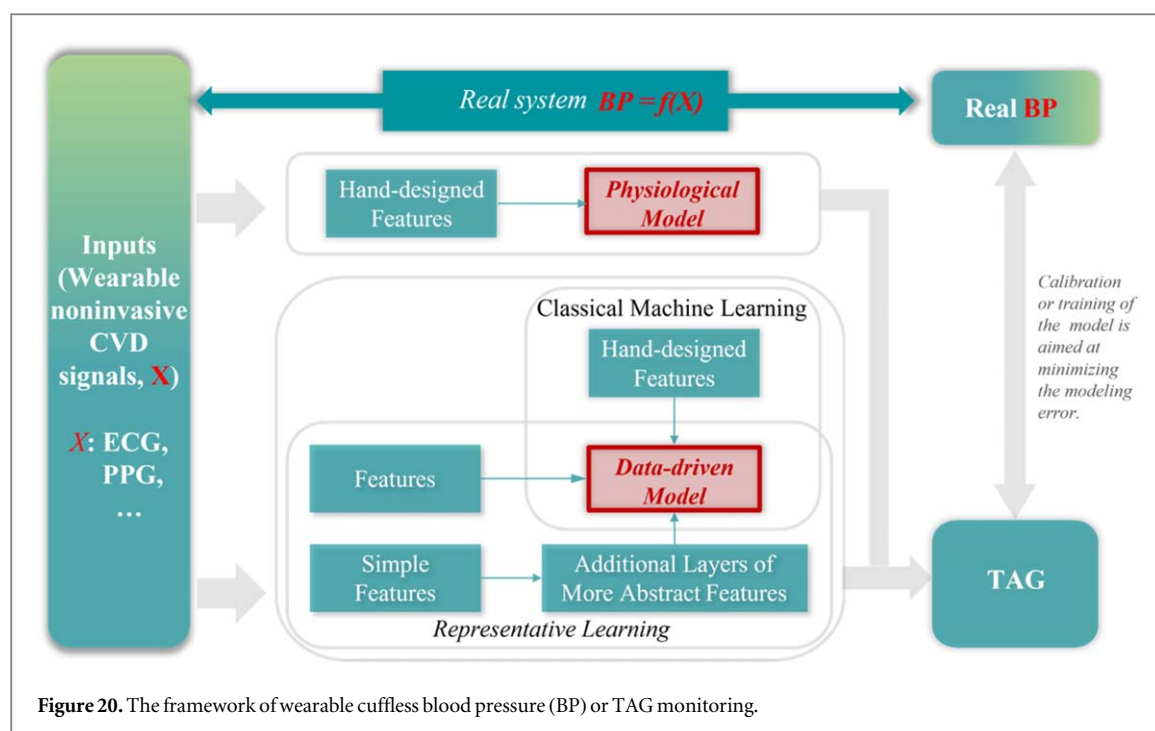 Real system BP = f(X)
Real BP
Inputs
(Wearable
noninvasive
CVD
signals, X)
X: ECG,
PPG,
...
Hand-designed
Features
Physiological
Model
Classical Machine Learning
Hand-designed
Features
Features
Data-driven
Model
Simple
Features
Additional Layers of
More Abstract Features
Representative Learning
Calibration
or training of
the model is
aimed at
minimizing
the modeling
error.
TAG
Figure 20. The framework of wearable cuffless blood pressure (BP) or TAG monitoring.